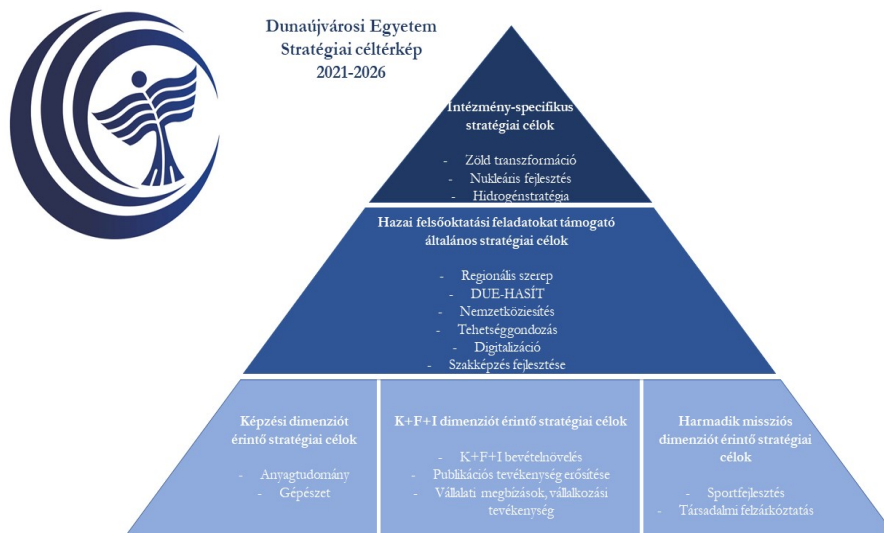 Dunaújvárosi Egyetem
Stratégiai céltérkép
2021-2026
Intézmény-specifikus
stratégiai célok
- Zöld transzformáció
- Nukleáris fejlesztés
- Hidrogénstratégia
Hazai felsőoktatási feladatokat támogató
általános stratégiai célok
- Regionális szerep
- DUE-HASÍT
- Nemzetköziesítés
- Tehetséggondozás
- Digitalizáció
- Szakképzés fejlesztése
Képzési dimenziót
érintő stratégiai célok
- Anyagtudomány
- Gépészet
K+F+I dimenziót érintő stratégiai célok
- K+F+I bevételnövelés
- Publikációs tevékenység erősítése
- Vállalati megbízások, vállalkozási
tevékenység
Harmadik missziós
dimenziót érintő stratégiai
célok
- Sportfejlesztés
- Társadalmi felzárkóztatás